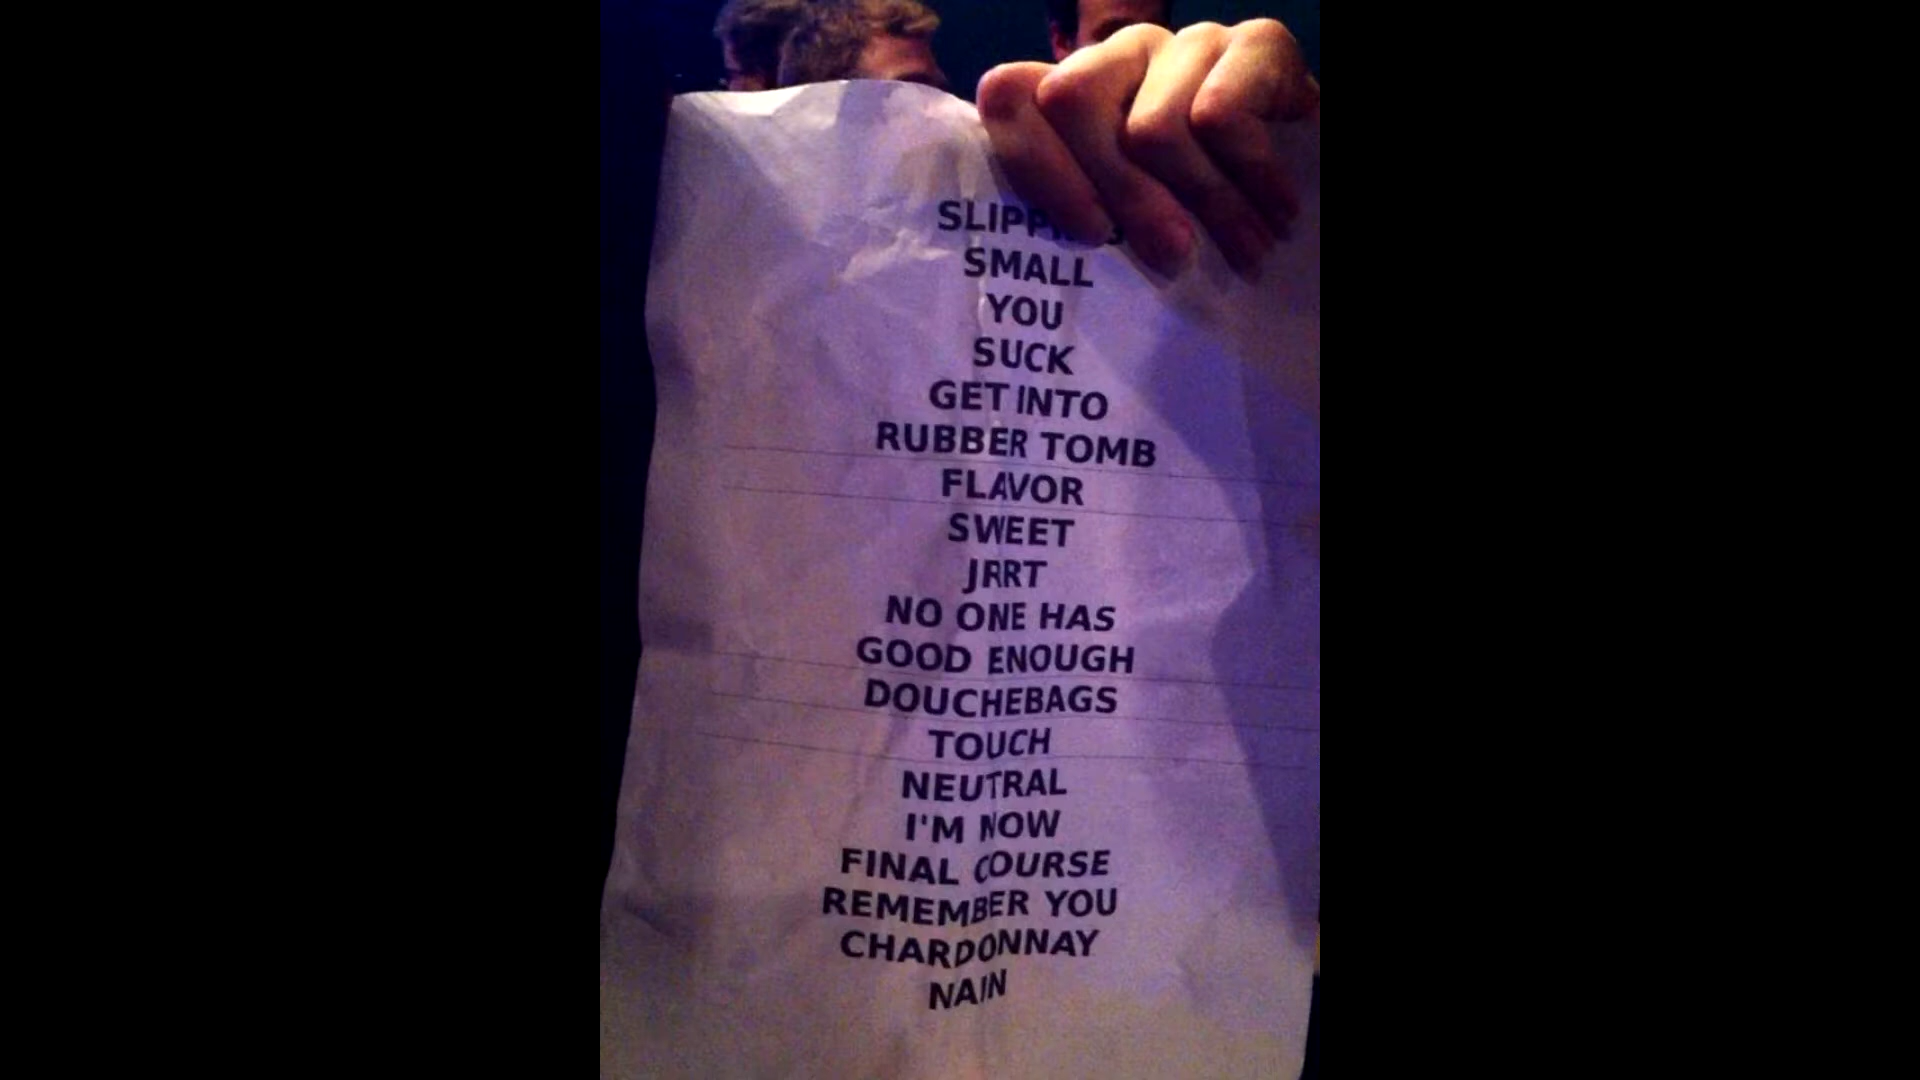 SMALL
YOU
SUCK
GET INTO
RUBBER TOMB
FLAVOR
SWEET
JRRT
NO ONE HAS
GOOD ENOUGH
DOUCHEBAGS
TOUCH
NEUTRAL
I'M NOW
FINAL COURSE
REMEMBER YOU
CHARDONNAY
NAIN